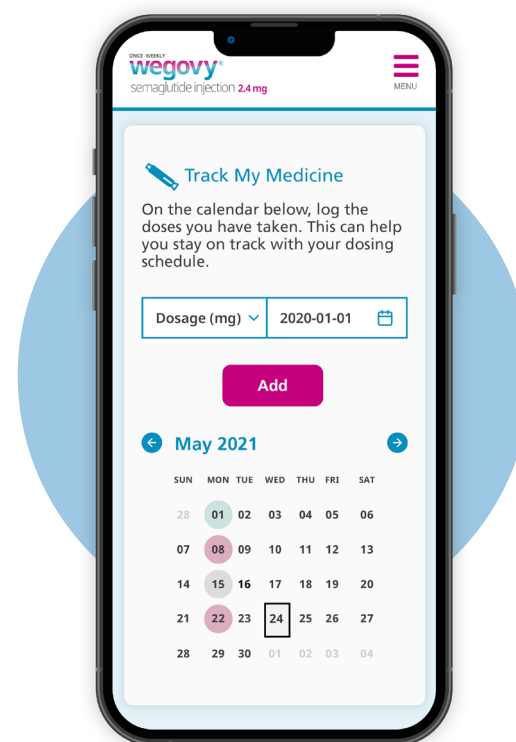 ONCE-WEEKLY
wegovy®
semaglutide injection 2.4 mg
MENU
Track My Medicine
On the calendar below, log the
doses you have taken. This can help
you stay on track with your dosing
schedule.
Dosage (mg) 2020-01-01
Add
May 2021
SUN MON TUE WED THU FRI SAT
28 01 02 03 04 05 06
07 08 09 10 11 12 13
14 15 16 17 18 19 20
21 22 23 24 25 26 27
28 29 30 01 02 03 04